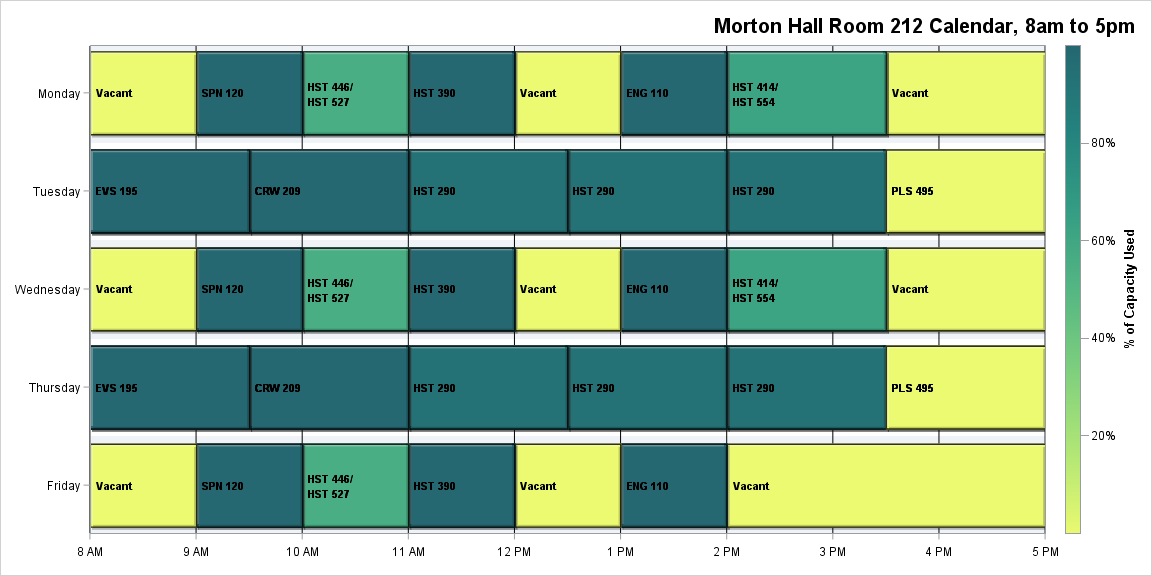 Morton Hall Room 212 Calendar, 8am to 5pm
Monday
Vacant
SPN 120
HST 446/
HST 527
HST 390
Vacant
ENG 110
HST 414/
HST 554
Vacant
Tuesday
EVS 195
CRW 209
HST 290
HST 290
HST 290
PLS 495
Wednesday
Vacant
SPN 120
HST 446/
HST 527
HST 390
Vacant
ENG 110
HST 414/
HST 554
Vacant
Thursday
EVS 195
CRW 209
HST 290
HST 290
HST 290
PLS 495
Friday
Vacant
SPN 120
HST 446/
HST 527
HST 390
Vacant
ENG 110
Vacant
8 AM
9 AM
10 AM
11 AM
12 PM
1 PM
2 PM
3 PM
4 PM
5 PM
80%
60%
40%
20%
% of Capacity Used